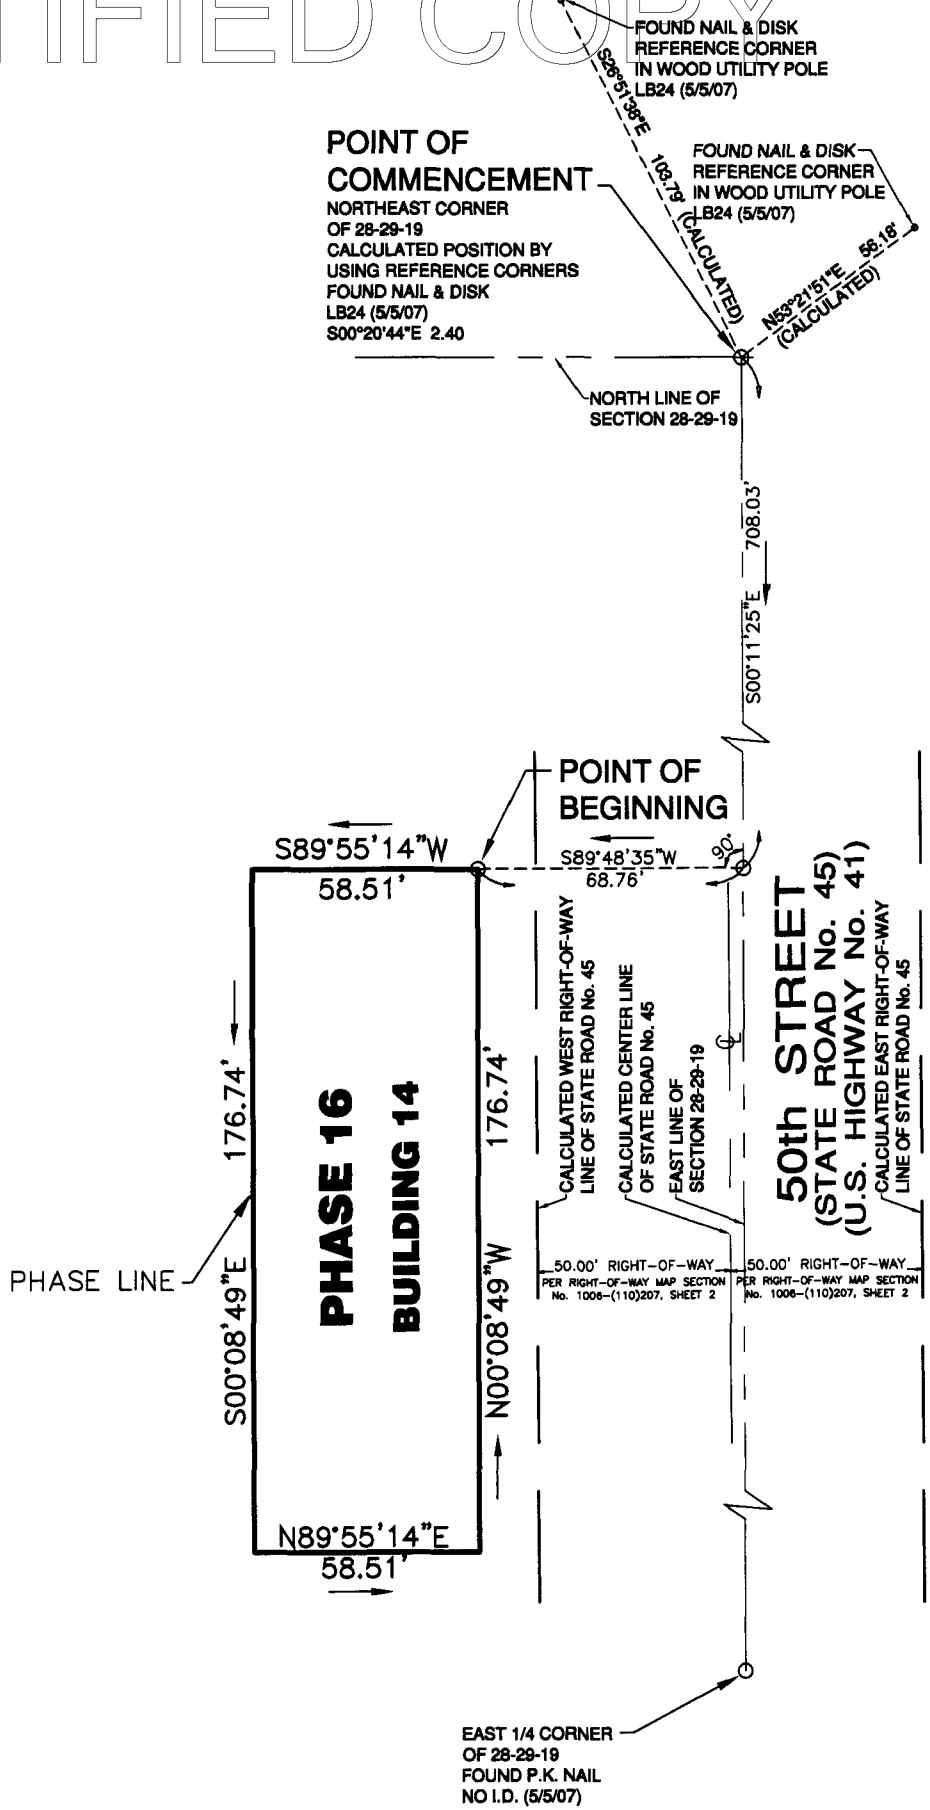 TIFIED COPY
FOUND NAIL & DISK
REFERENCE CORNER
IN WOOD UTILITY POLE
LB24 (5/5/07)
S26°51'38"E 103.79' (CALCULATED)
POINT OF
COMMENCEMENT
NORTHEAST CORNER
OF 28-29-19
CALCULATED POSITION BY
USING REFERENCE CORNERS
FOUND NAIL & DISK
LB24 (5/5/07)
S00°20'44"E 2.40
FOUND NAIL & DISK
REFERENCE CORNER
IN WOOD UTILITY POLE
LB24 (5/5/07)
N53°21'51"E 56.18'
(CALCULATED)
NORTH LINE OF
SECTION 28-29-19
S00°11'25"E 708.03'
POINT OF
BEGINNING
S89°55'14"W
58.51'
S89°48'35"W
68.76'
90°
176.74'
S00°08'49"E
PHASE LINE
PHASE 16
BUILDING 14
176.74'
N00°08'49"W
CALCULATED WEST RIGHT-OF-WAY
LINE OF STATE ROAD No. 45
CALCULATED CENTER LINE
OF STATE ROAD No. 45
EAST LINE OF
SECTION 28-29-19
CL
50th STREET
(STATE ROAD No. 45)
(U.S. HIGHWAY No. 41)
CALCULATED EAST RIGHT-OF-WAY
LINE OF STATE ROAD No. 45
50.00' RIGHT-OF-WAY
PER RIGHT-OF-WAY MAP SECTION
No. 1006-(110)207, SHEET 2
50.00' RIGHT-OF-WAY
PER RIGHT-OF-WAY MAP SECTION
No. 1006-(110)207, SHEET 2
N89°55'14"E
58.51'
EAST 1/4 CORNER
OF 28-29-19
FOUND P.K. NAIL
NO I.D. (5/5/07)